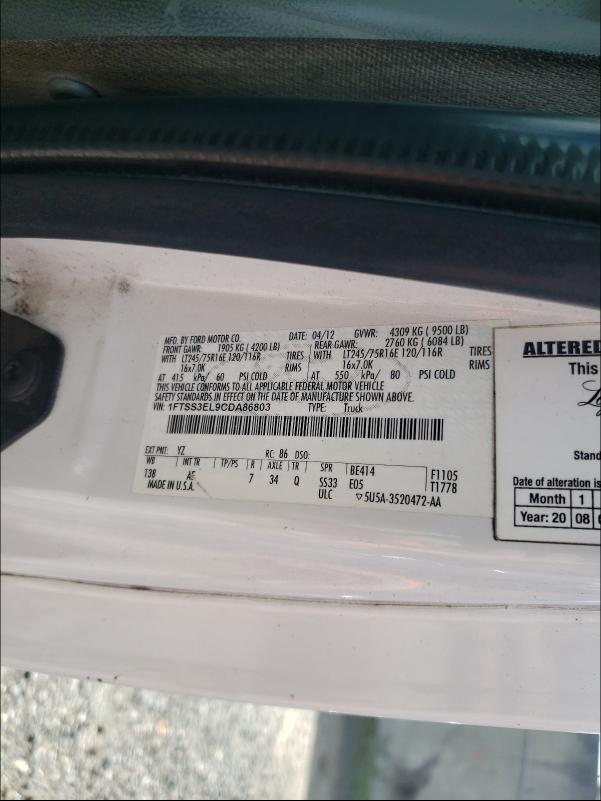 MFD. BY FORD MOTOR CO. DATE: 04/12 GVWR: 4309 KG ( 9500 LB)
FRONT GAWR: 1905 KG ( 4200 LB) REAR GAWR: 2760 KG ( 6084 LB)
WITH LT245/75R16E 120/116R TIRES WITH LT245/75R16E 120/116R TIRES
16x7.0K RIMS 16x7.0K RIMS
AT 415 kPa/ 60 PSI COLD AT 550 kPa/ 80 PSI COLD
THIS VEHICLE CONFORMS TO ALL APPLICABLE FEDERAL MOTOR VEHICLE
SAFETY STANDARDS IN EFFECT ON THE DATE OF MANUFACTURE SHOWN ABOVE.
VIN: 1FTSS3EL9CDA86803 TYPE: Truck
EXT PNT: YZ RC: 86 DSO:
WB INT TR TP/PS R AXLE TR SPR BE414 F1105
138 AE 7 34 Q SS33 E05 T1778
MADE IN U.S.A. ULC ▽5U5A-3520472-AA
ALTERED
This
Stand
Date of alteration is
Month 1
Year: 20 08